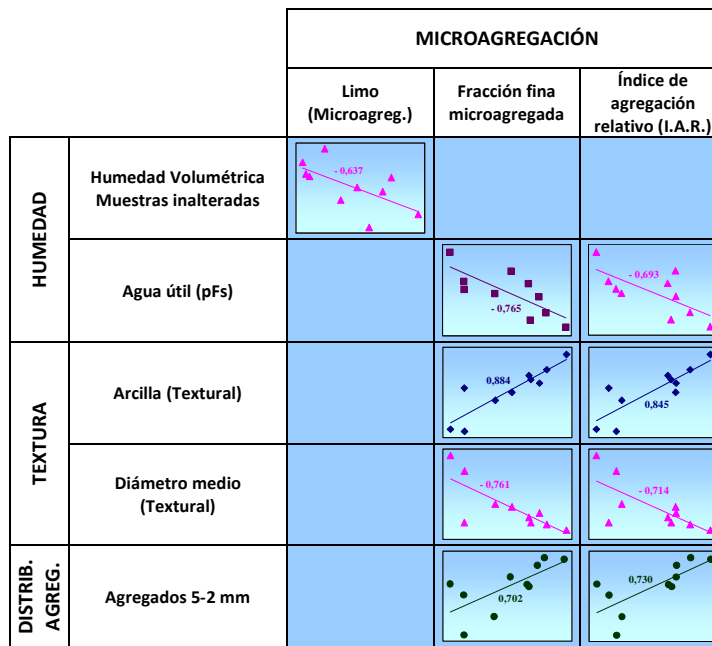 MICROAGREGACIÓN
Limo
(Microagreg.)
Fracción fina
microagregada
Índice de
agregación
relativo (I.A.R.)
HUMEDAD
Humedad Volumétrica
Muestras inalteradas
- 0,637
Agua útil (pFs)
- 0,765
- 0,693
TEXTURA
Arcilla (Textural)
0,884
0,845
Diámetro medio
(Textural)
- 0,761
- 0,714
DISTRIB.
AGREG.
Agregados 5-2 mm
0,702
0,730